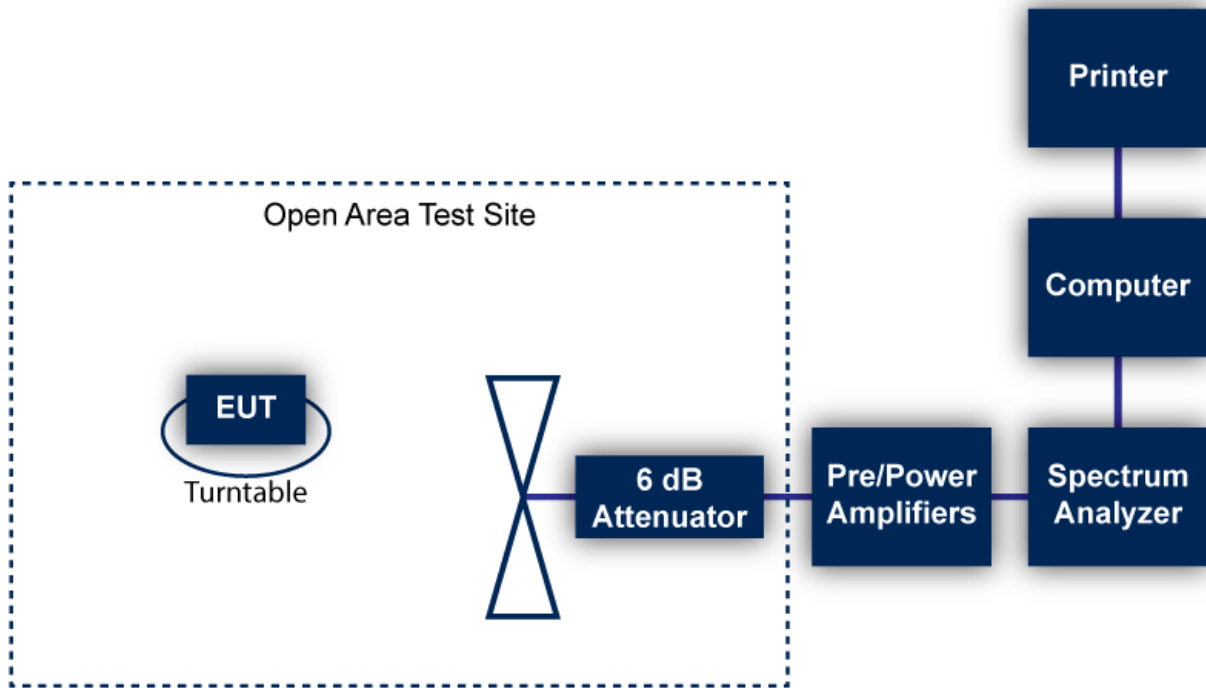 Printer
Open Area Test Site
Computer
EUT
Turntable
6 dB
Attenuator
Pre/Power
Amplifiers
Spectrum
Analyzer